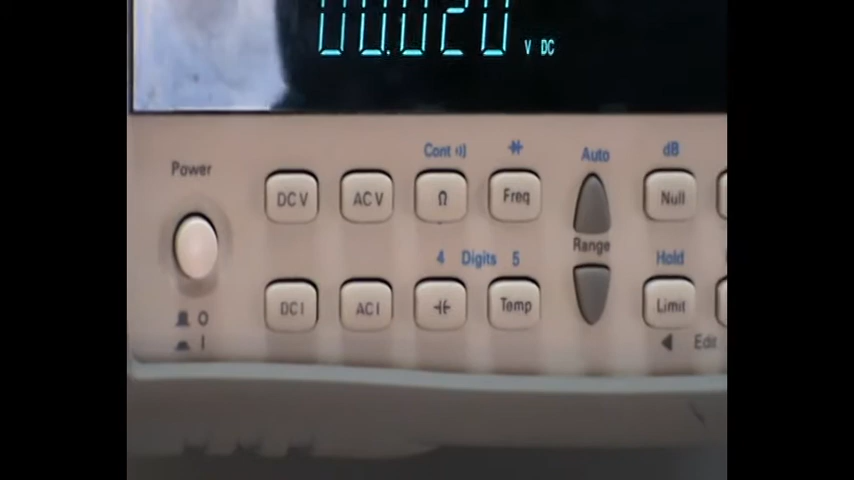 00.020 V DC
Cont
Auto
dB
Power
DC V
AC V
Ω
Freq
Null
Range
4 Digits 5
Hold
DC I
AC I
Temp
Limit
O
I
Edit